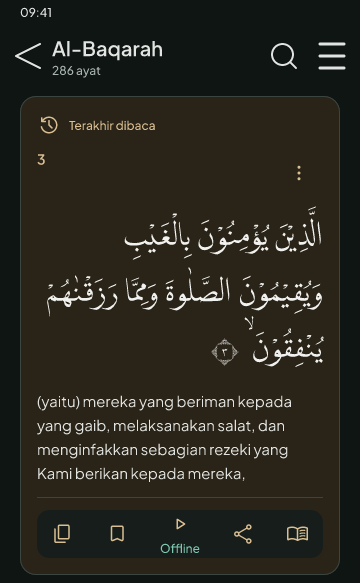 09:41
Al-Baqarah
286 ayat
Terakhir dibaca
3
الَّذِيْنَ يُؤْمِنُوْنَ بِالْغَيْبِ
وَيُقِيْمُوْنَ الصَّلٰوةَ وَمِمَّا رَزَقْنٰهُمْ
يُنْفِقُوْنَ ۙ ٣
(yaitu) mereka yang beriman kepada
yang gaib, melaksanakan salat, dan
menginfakkan sebagian rezeki yang
Kami berikan kepada mereka,
Offline